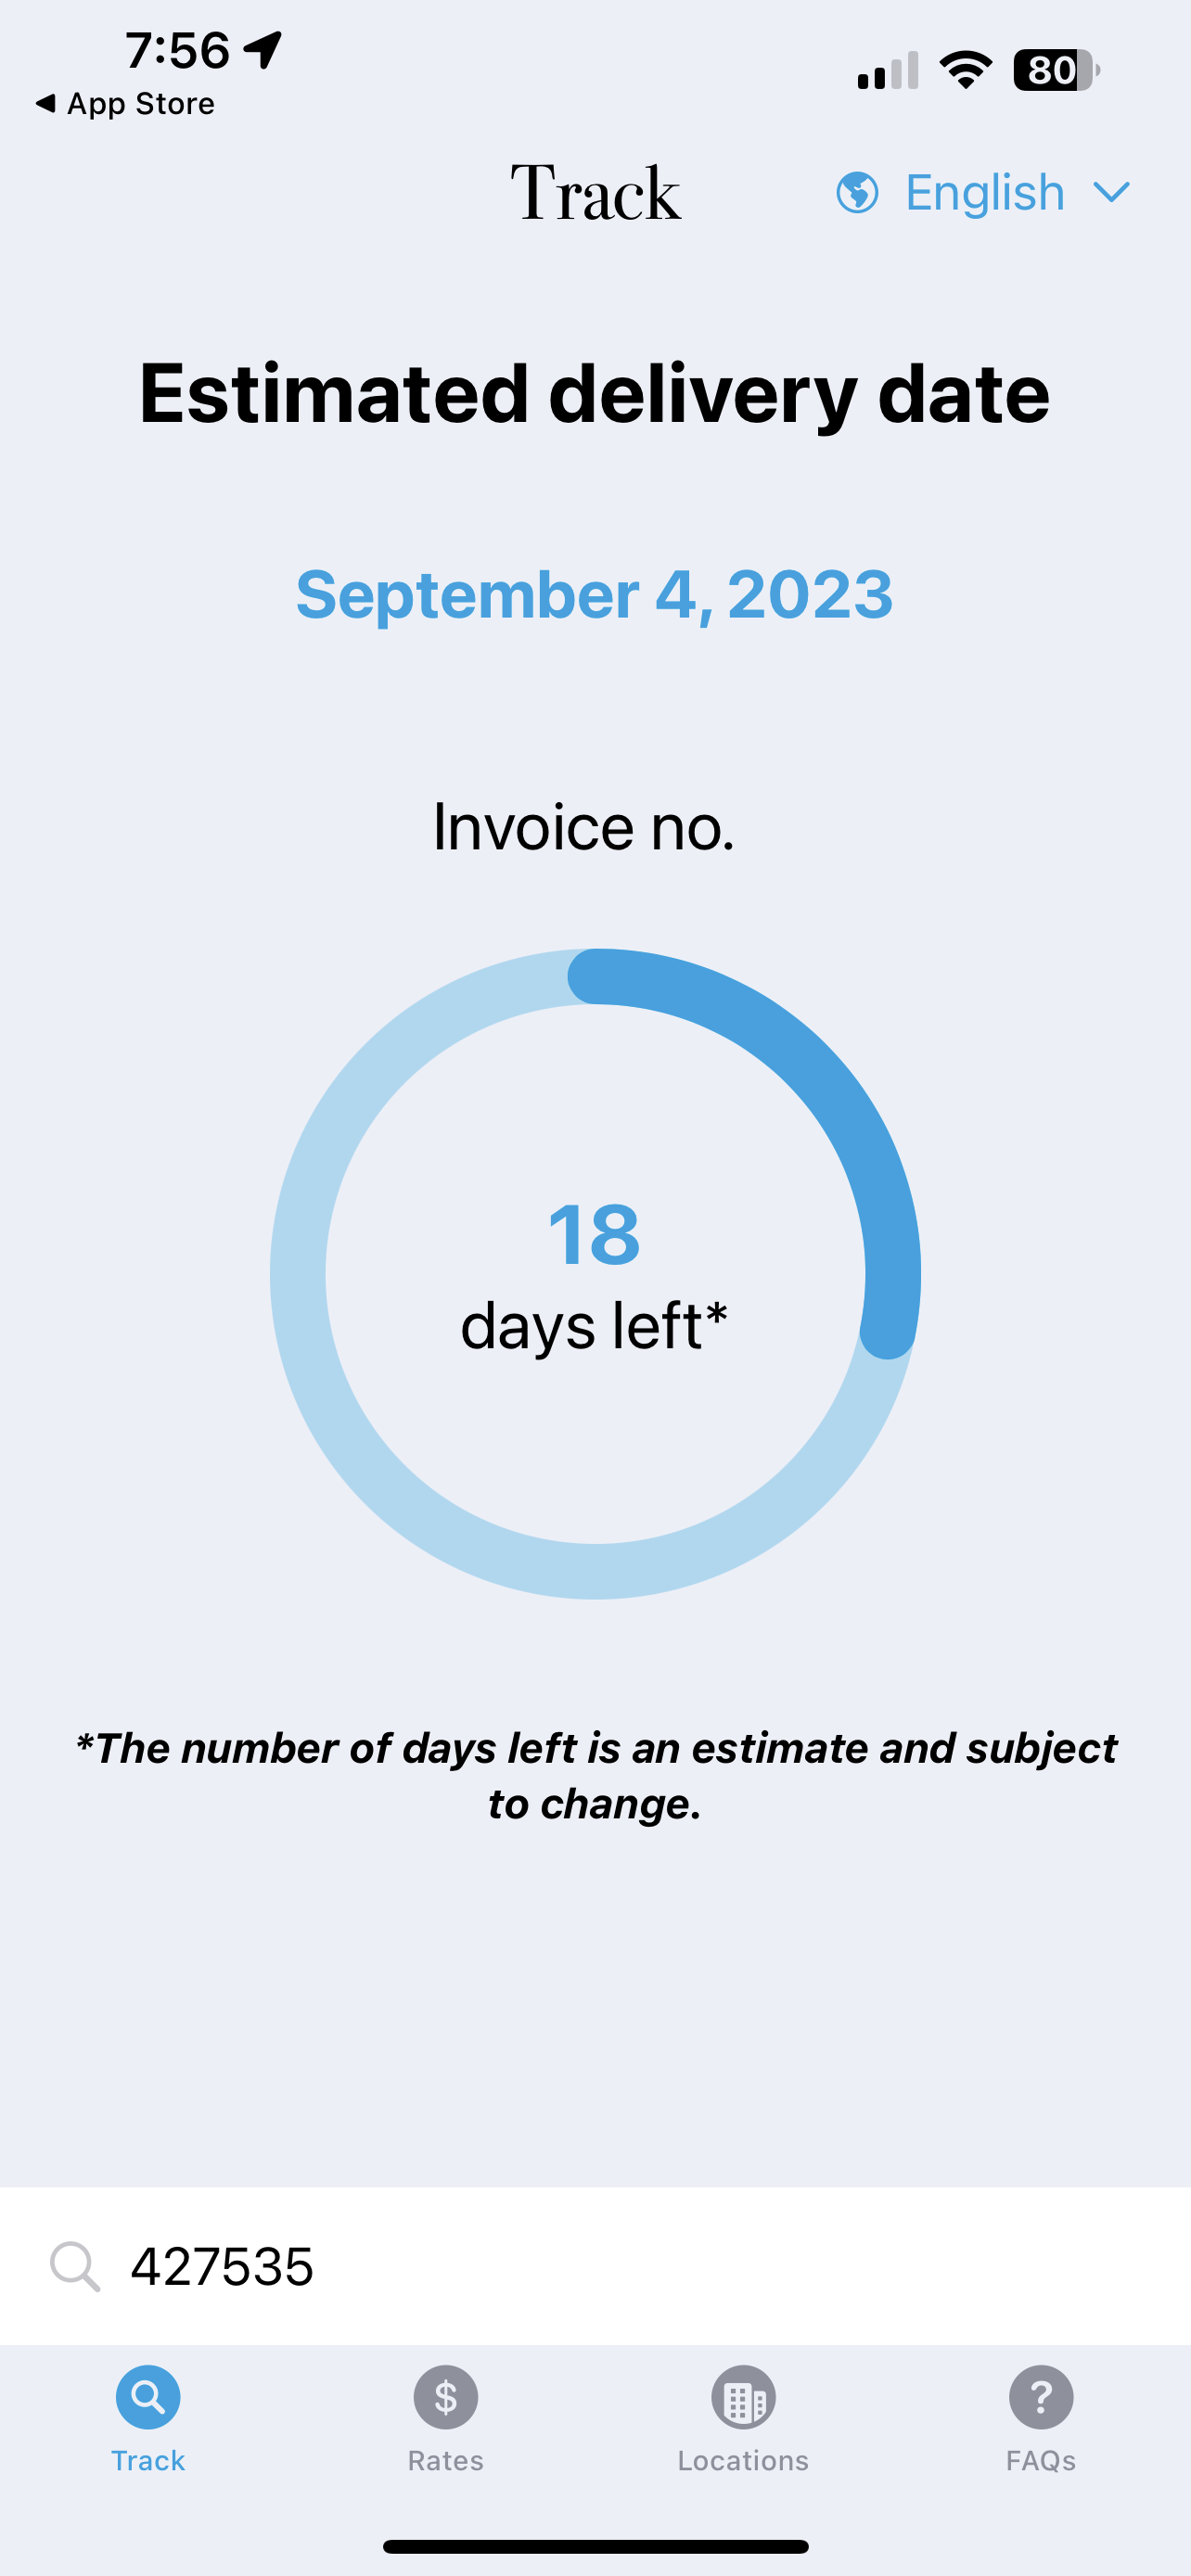 7:56
80
App Store
Track
English
Estimated delivery date
September 4, 2023
Invoice no.
18
days left*
*The number of days left is an estimate and subject
to change.
427535
$
?
Track
Rates
Locations
FAQs